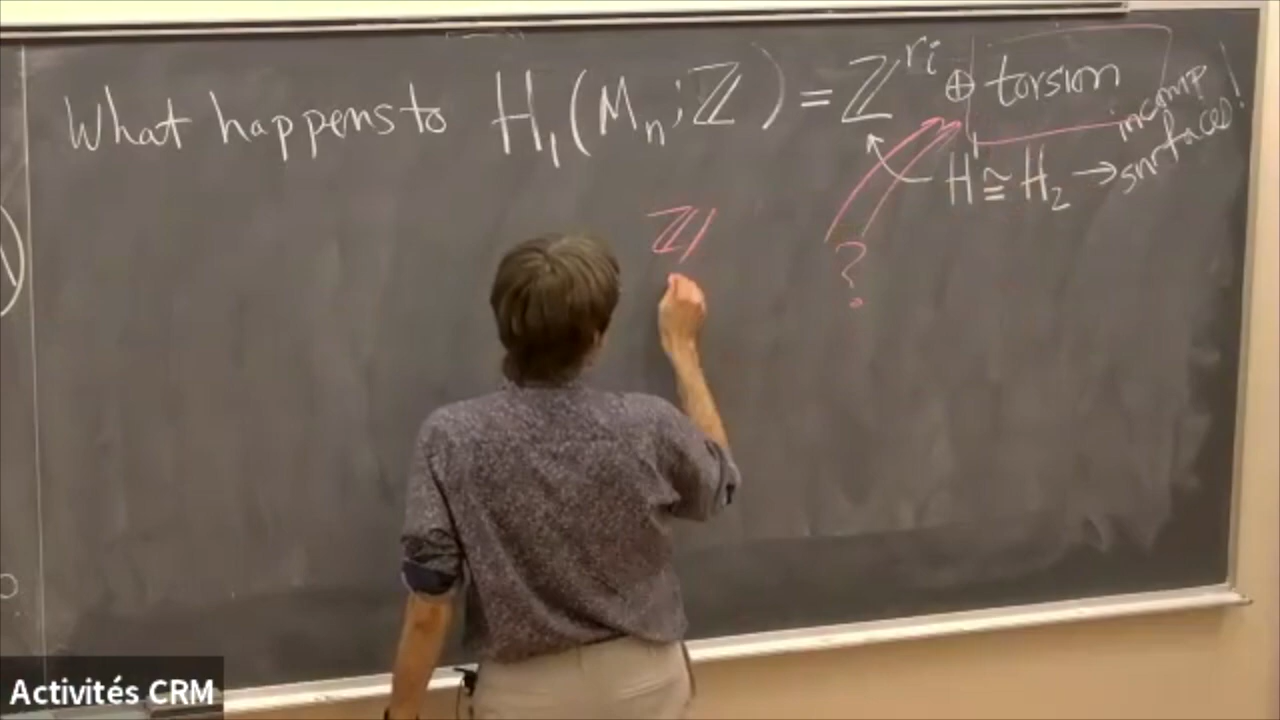 What happens to H₁(Mₙ; ℤ) = ℤ^{ri} ⊕ torsion
H¹ ≅ H₂ → incomp surfaces!
ℤ/
?
Activités CRM